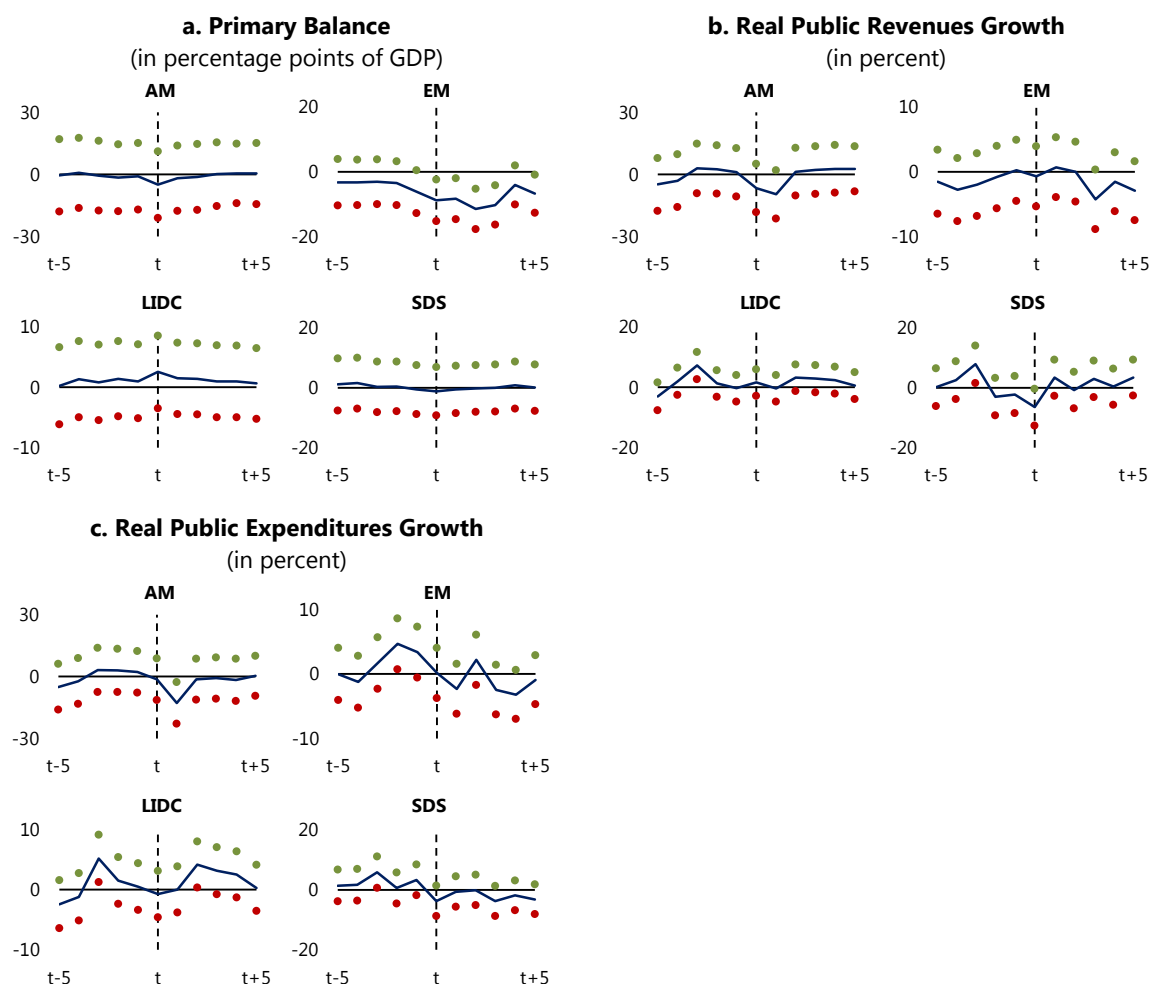 a. Primary Balance
(in percentage points of GDP)
AM
30
0
-30
t-5 t t+5
EM
20
0
-20
t-5 t t+5
LIDC
10
0
-10
t-5 t t+5
SDS
20
0
-20
t-5 t t+5
b. Real Public Revenues Growth
(in percent)
AM
30
0
-30
t-5 t t+5
EM
10
0
-10
t-5 t t+5
LIDC
20
0
-20
t-5 t t+5
SDS
20
0
-20
t-5 t t+5
c. Real Public Expenditures Growth
(in percent)
AM
30
0
-30
t-5 t t+5
EM
10
0
-10
t-5 t t+5
LIDC
10
0
-10
t-5 t t+5
SDS
20
0
-20
t-5 t t+5